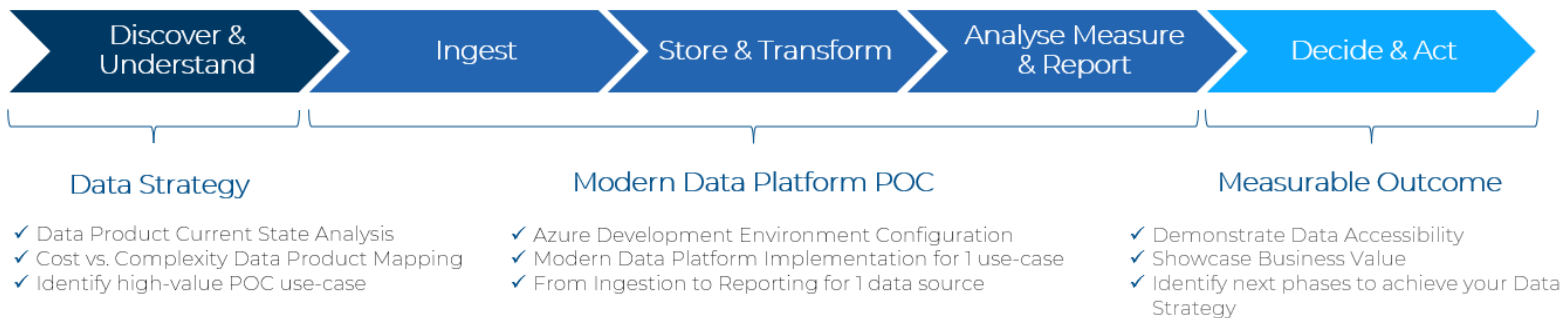 Discover &
Understand
Ingest
Store & Transform
Analyse Measure
& Report
Decide & Act
Data Strategy
✓ Data Product Current State Analysis
✓ Cost vs. Complexity Data Product Mapping
✓ Identify high-value POC use-case
Modern Data Platform POC
✓ Azure Development Environment Configuration
✓ Modern Data Platform Implementation for 1 use-case
✓ From Ingestion to Reporting for 1 data source
Measurable Outcome
✓ Demonstrate Data Accessibility
✓ Showcase Business Value
✓ Identify next phases to achieve your Data
Strategy